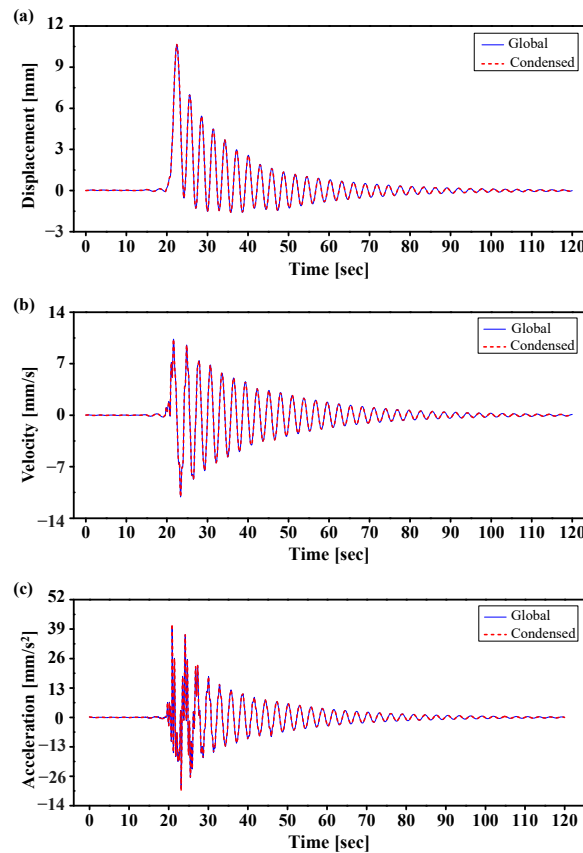 (a)
12
9
6
3
0
−3
Displacement [mm]
Global
Condensed
0 10 20 30 40 50 60 70 80 90 100 110 120
Time [sec]
(b)
14
7
0
−7
−14
Velocity [mm/s]
Global
Condensed
0 10 20 30 40 50 60 70 80 90 100 110 120
Time [sec]
(c)
52
39
26
13
0
−13
−26
−14
Acceleration [mm/s²]
Global
Condensed
0 10 20 30 40 50 60 70 80 90 100 110 120
Time [sec]